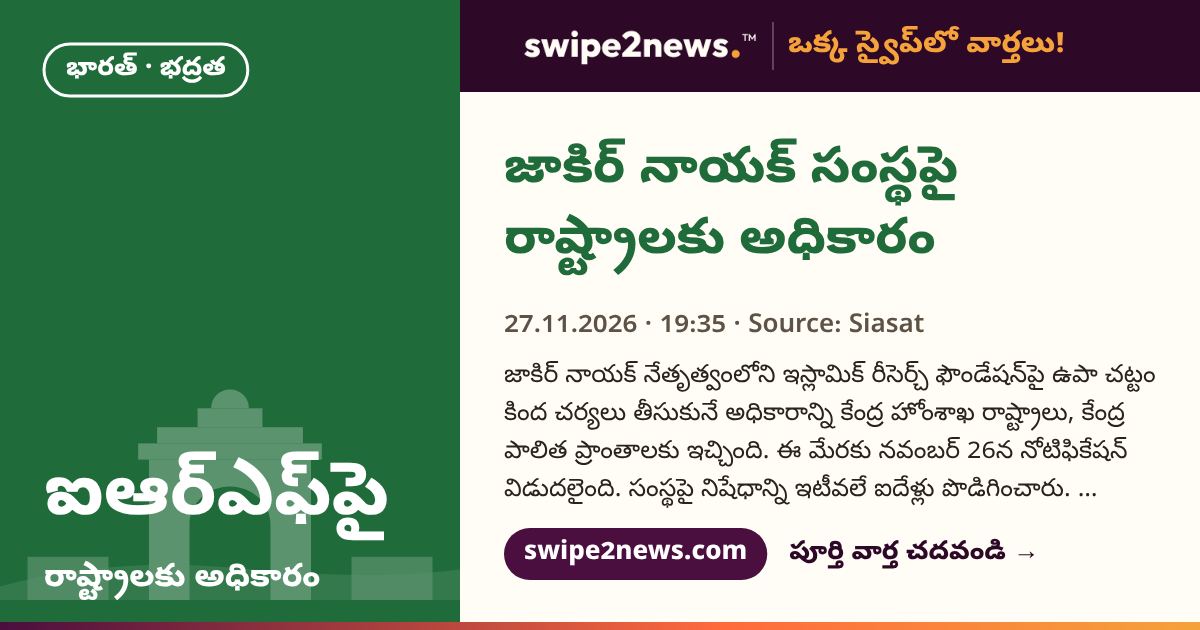 భారత్ · భద్రత
ఐఆర్ఎఫ్‌పై
రాష్ట్రాలకు అధికారం
swipe2news.™ | ఒక్క స్వైప్‌లో వార్తలు!
జాకిర్ నాయక్ సంస్థపై
రాష్ట్రాలకు అధికారం
27.11.2026 · 19:35 · Source: Siasat
జాకిర్ నాయక్ నేతృత్వంలోని ఇస్లామిక్ రీసెర్చ్ ఫౌండేషన్‌పై ఉపా చట్టం
కింద చర్యలు తీసుకునే అధికారాన్ని కేంద్ర హోంశాఖ రాష్ట్రాలు, కేంద్ర
పాలిత ప్రాంతాలకు ఇచ్చింది. ఈ మేరకు నవంబర్ 26న నోటిఫికేషన్
విడుదలైంది. సంస్థపై నిషేధాన్ని ఇటీవలే ఐదేళ్లు పొడిగించారు. ...
swipe2news.com పూర్తి వార్త చదవండి →